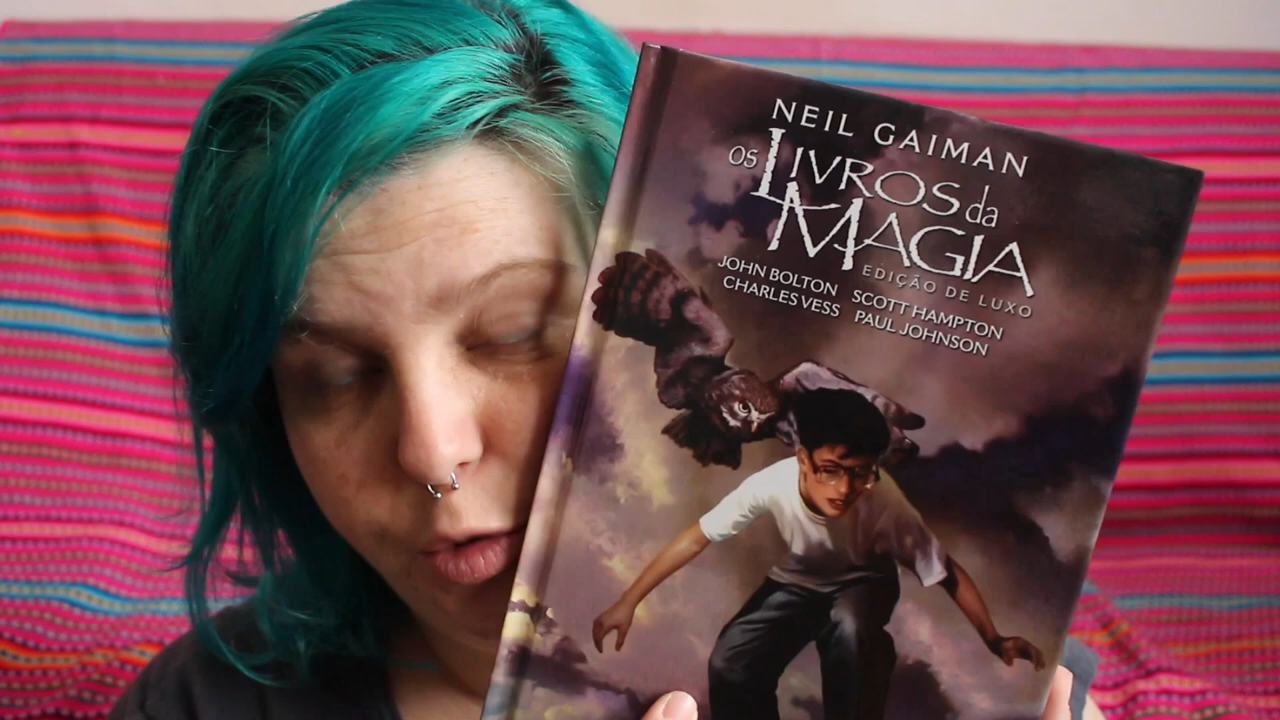 NEIL GAIMAN
OS LIVROS da
MAGIA
EDIÇÃO DE LUXO
JOHN BOLTON SCOTT HAMPTON
CHARLES VESS PAUL JOHNSON